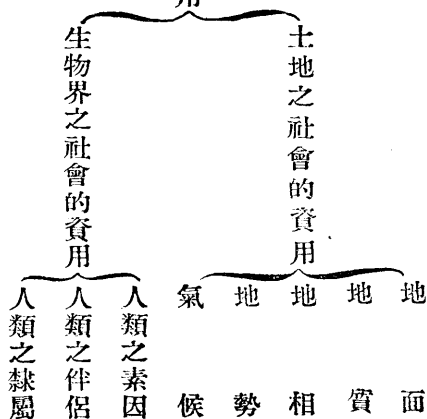 用
土地之社會的資用
地面
地質
地相
地勢
氣候
生物界之社會的資用
人類之素因
人類之伴侶
人類之隸屬